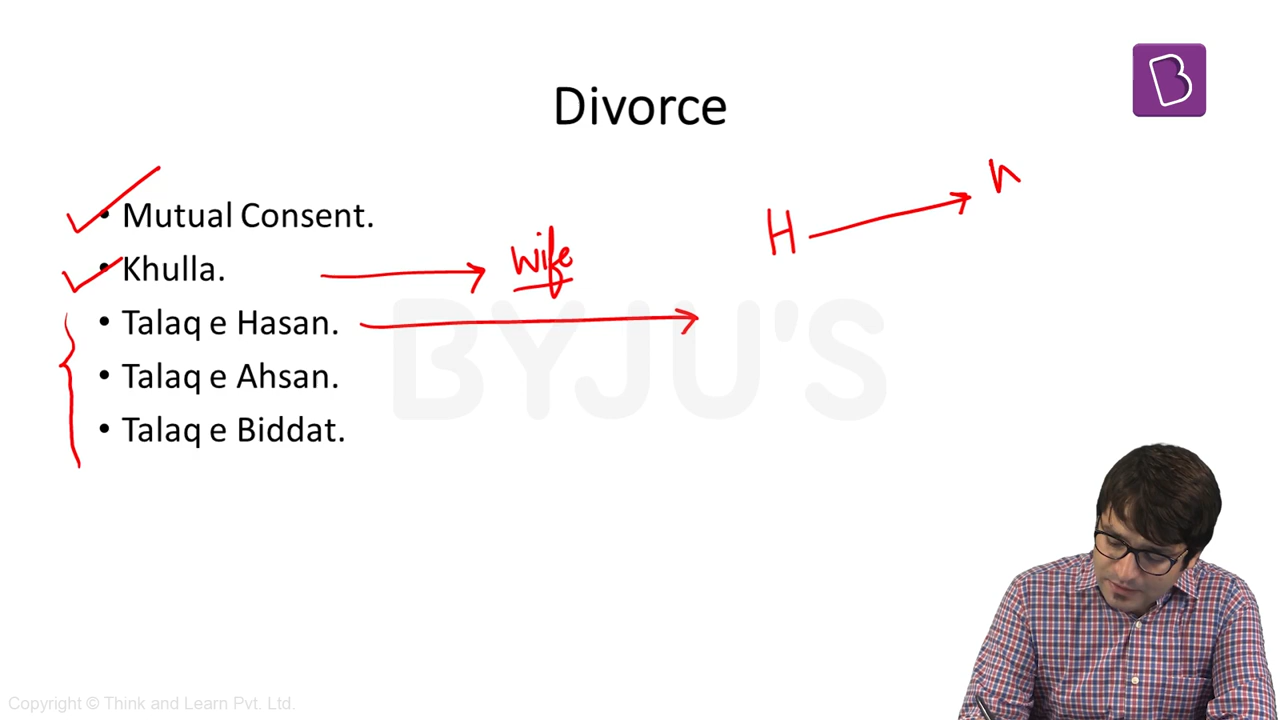 Divorce
• Mutual Consent.
• Khulla.
wife
• Talaq e Hasan.
• Talaq e Ahsan.
• Talaq e Biddat.
H
BYJU'S
B
Copyright © Think and Learn Pvt. Ltd.